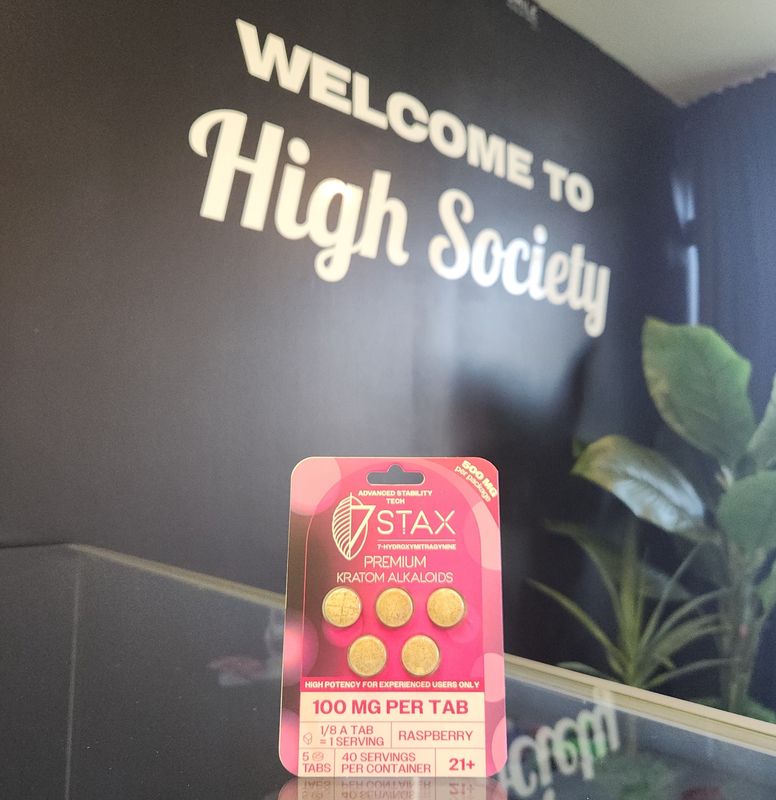 WELCOME TO
High Society
500 MG
per package
ADVANCED STABILITY
TECH
7 STAX
7-HYDROXYMITRAGYNINE
PREMIUM
KRATOM ALKALOIDS
HIGH POTENCY FOR EXPERIENCED USERS ONLY
100 MG PER TAB
1/8 A TAB
= 1 SERVING
RASPBERRY
5
TABS
40 SERVINGS
PER CONTAINER
21+